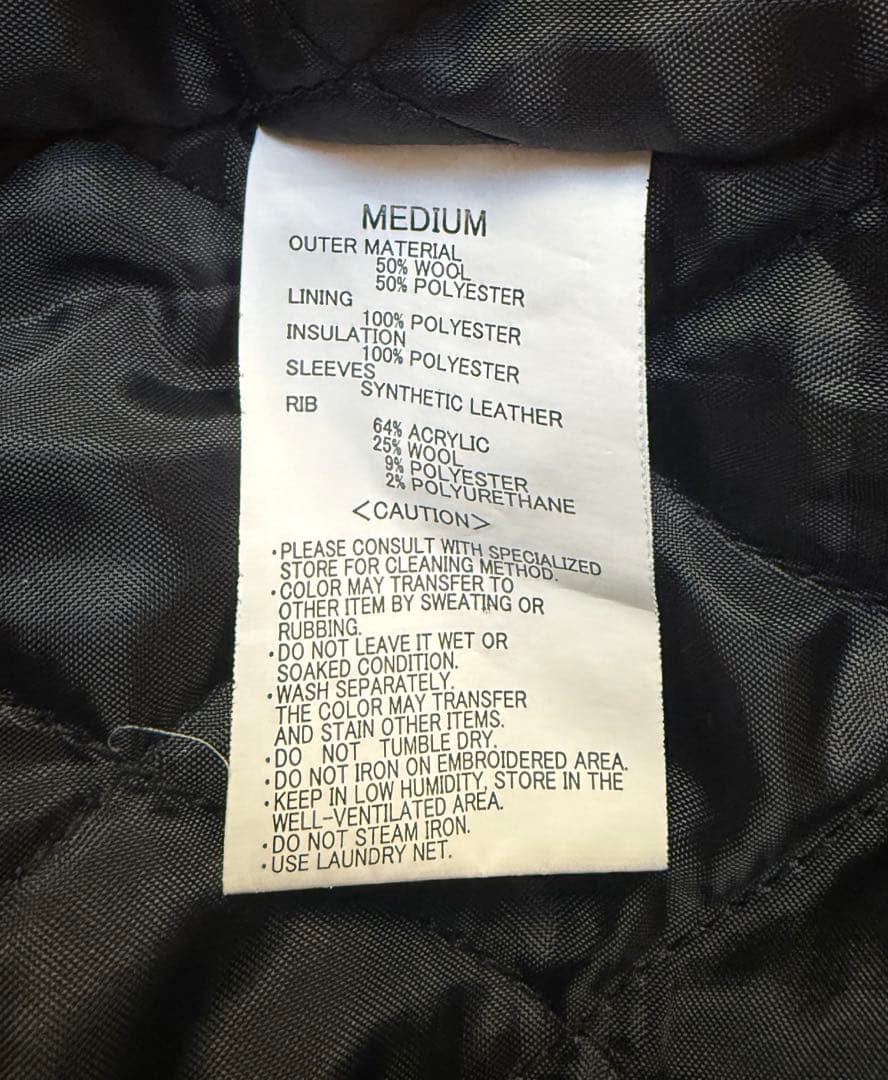 MEDIUM
OUTER MATERIAL
50% WOOL
50% POLYESTER
LINING
100% POLYESTER
INSULATION
100% POLYESTER
SLEEVES
SYNTHETIC LEATHER
RIB
64% ACRYLIC
25% WOOL
9% POLYESTER
2% POLYURETHANE
<CAUTION>
・PLEASE CONSULT WITH SPECIALIZED
STORE FOR CLEANING METHOD.
・COLOR MAY TRANSFER TO
OTHER ITEM BY SWEATING OR
RUBBING.
・DO NOT LEAVE IT WET OR
SOAKED CONDITION.
・WASH SEPARATELY.
THE COLOR MAY TRANSFER
AND STAIN OTHER ITEMS.
・DO NOT TUMBLE DRY.
・DO NOT IRON ON EMBROIDERED AREA.
・KEEP IN LOW HUMIDITY, STORE IN THE
WELL-VENTILATED AREA.
・DO NOT STEAM IRON.
・USE LAUNDRY NET.